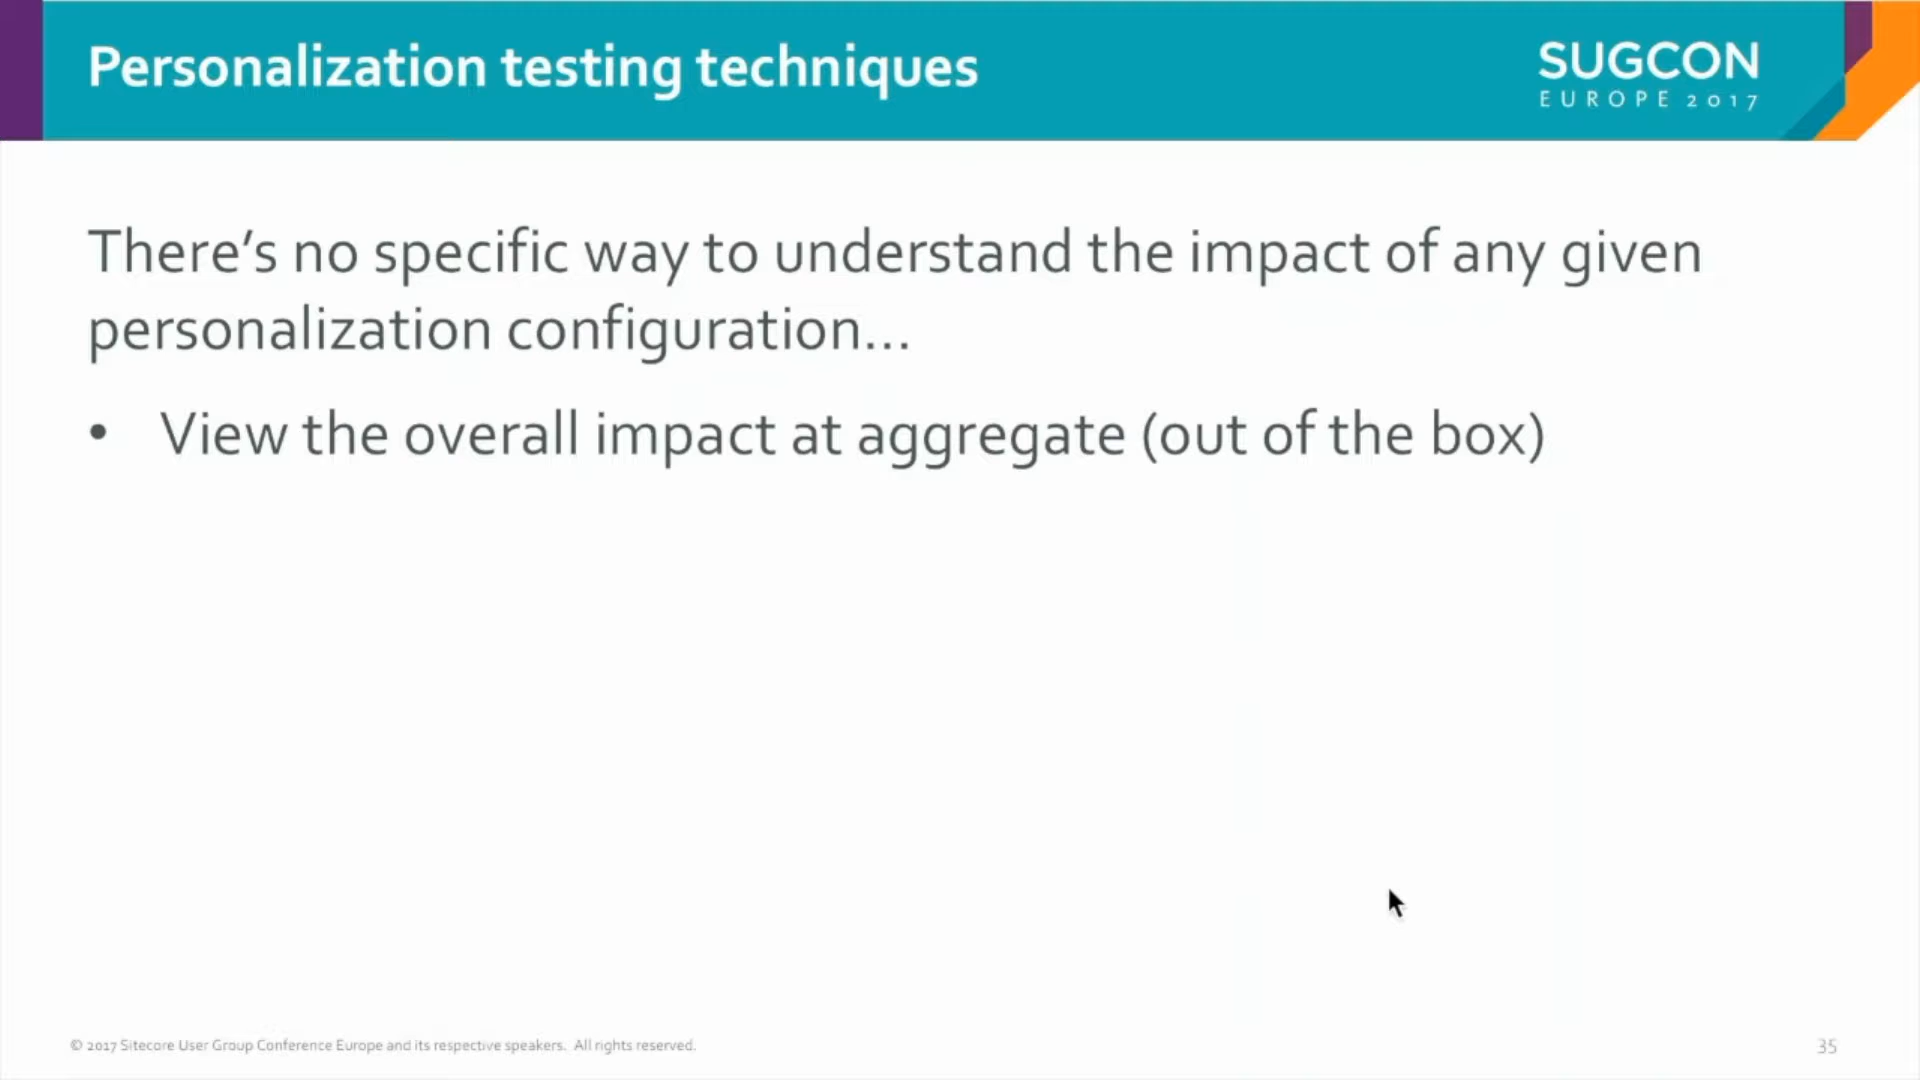 Personalization testing techniques
SUGCON
EUROPE 2017
There's no specific way to understand the impact of any given
personalization configuration...
• View the overall impact at aggregate (out of the box)
© 2017 Sitecore User Group Conference Europe and its respective speakers. All rights reserved.
35